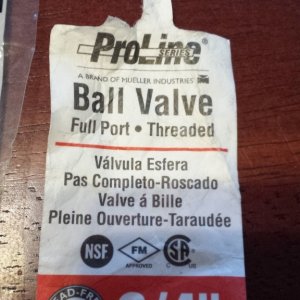 ProLine
SERIES
A BRAND OF MUELLER INDUSTRIES
Ball Valve
Full Port • Threaded
Válvula Esfera
Pas Completo-Roscado
Valve á Bille
Pleine Ouverture-Taraudée
NSF
FM
APPROVED
SA